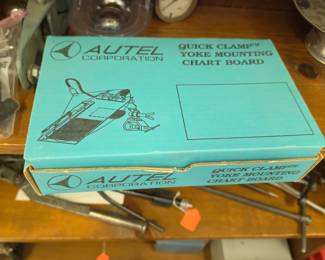 AUTEL
CORPORATION
QUICK CLAMP™
YOKE MOUNTING
CHART BOARD
AUTEL
CORPORATION
QUICK CLAMP™
YOKE MOUNTING
CHART BOARD